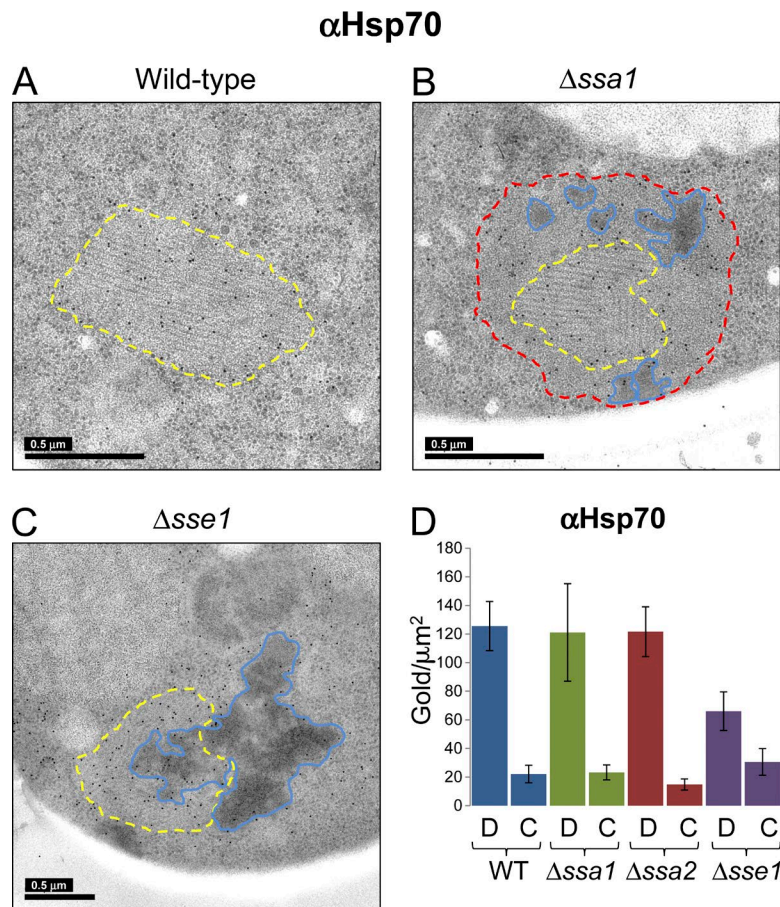 αHsp70
A Wild-type
B Δssa1
0.5 μm
0.5 μm
C Δsse1
0.5 μm
D αHsp70
Gold/μm²
180
160
140
120
100
80
60
40
20
0
D C D C D C D C
WT Δssa1 Δssa2 Δsse1